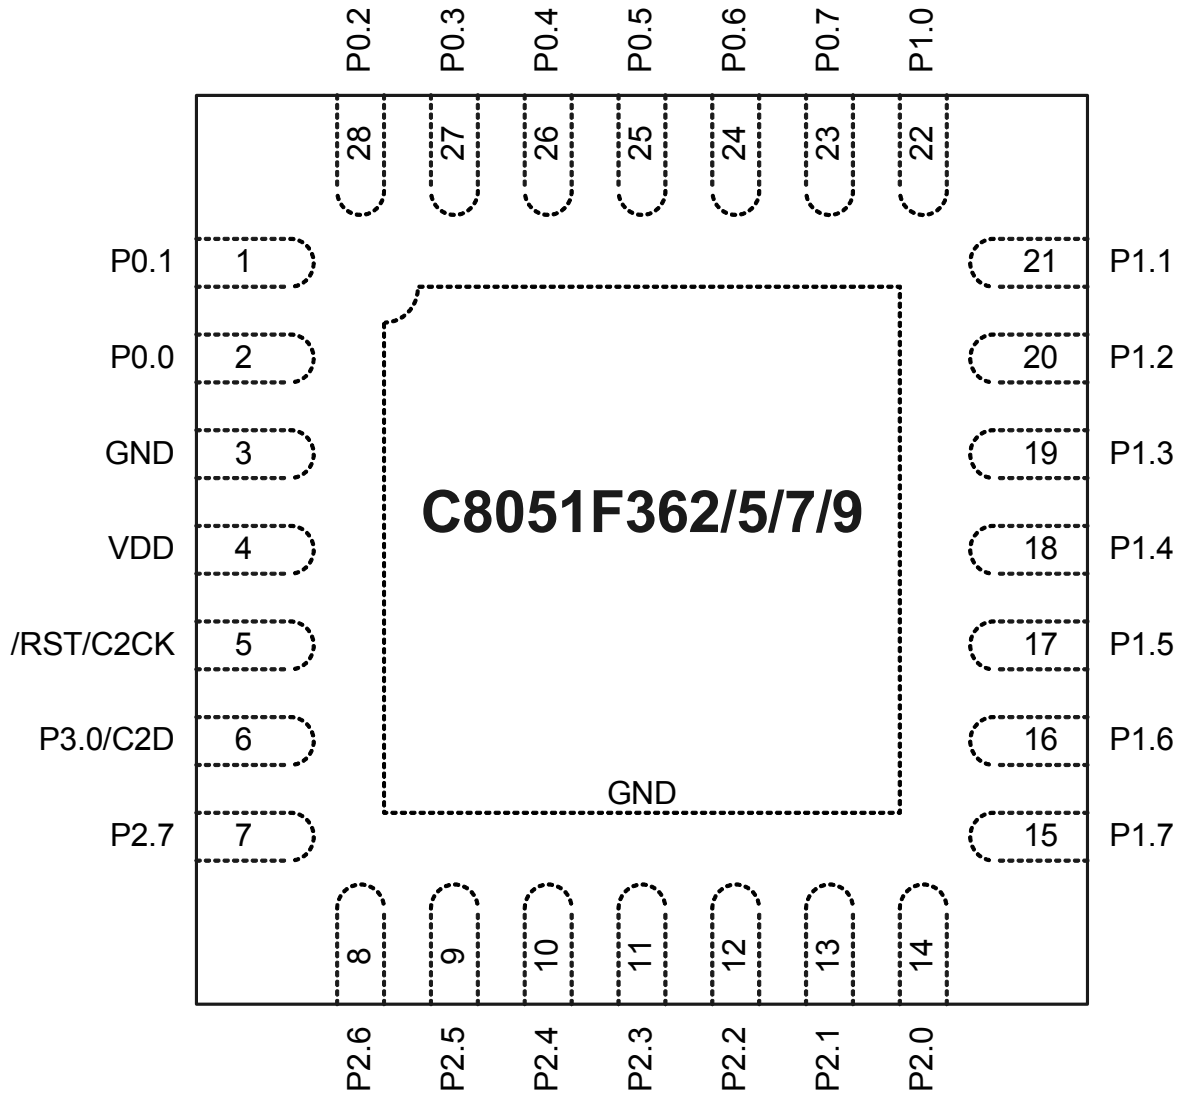 P0.2 P0.3 P0.4 P0.5 P0.6 P0.7 P1.0
28 27 26 25 24 23 22
P0.1 1 21 P1.1
P0.0 2 20 P1.2
GND 3 19 P1.3
C8051F362/5/7/9
VDD 4 18 P1.4
/RST/C2CK 5 17 P1.5
P3.0/C2D 6 16 P1.6
GND
P2.7 7 15 P1.7
8 9 10 11 12 13 14
P2.6 P2.5 P2.4 P2.3 P2.2 P2.1 P2.0